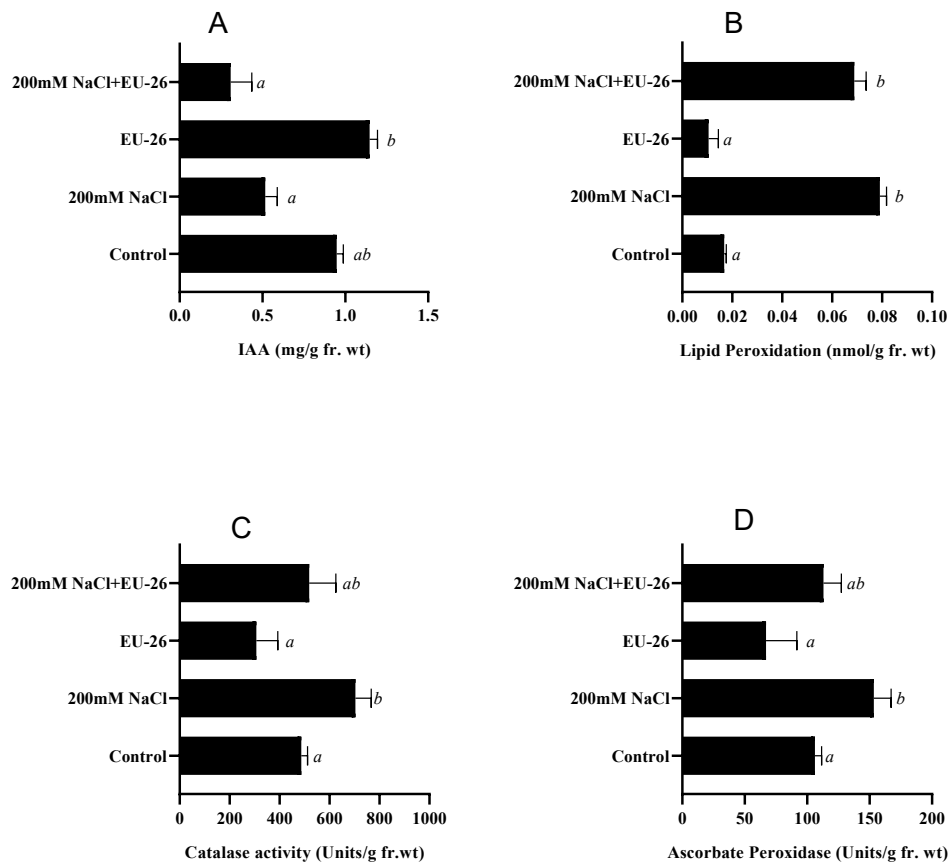 A
200mM NaCl+EU-26
a
EU-26
b
200mM NaCl
a
Control
ab
0.0 0.5 1.0 1.5
IAA (mg/g fr. wt)
B
200mM NaCl+EU-26
b
EU-26
a
200mM NaCl
b
Control
a
0.00 0.02 0.04 0.06 0.08 0.10
Lipid Peroxidation (nmol/g fr. wt)
C
200mM NaCl+EU-26
ab
EU-26
a
200mM NaCl
b
Control
a
0 200 400 600 800 1000
Catalase activity (Units/g fr.wt)
D
200mM NaCl+EU-26
ab
EU-26
a
200mM NaCl
b
Control
a
0 50 100 150 200
Ascorbate Peroxidase (Units/g fr. wt)